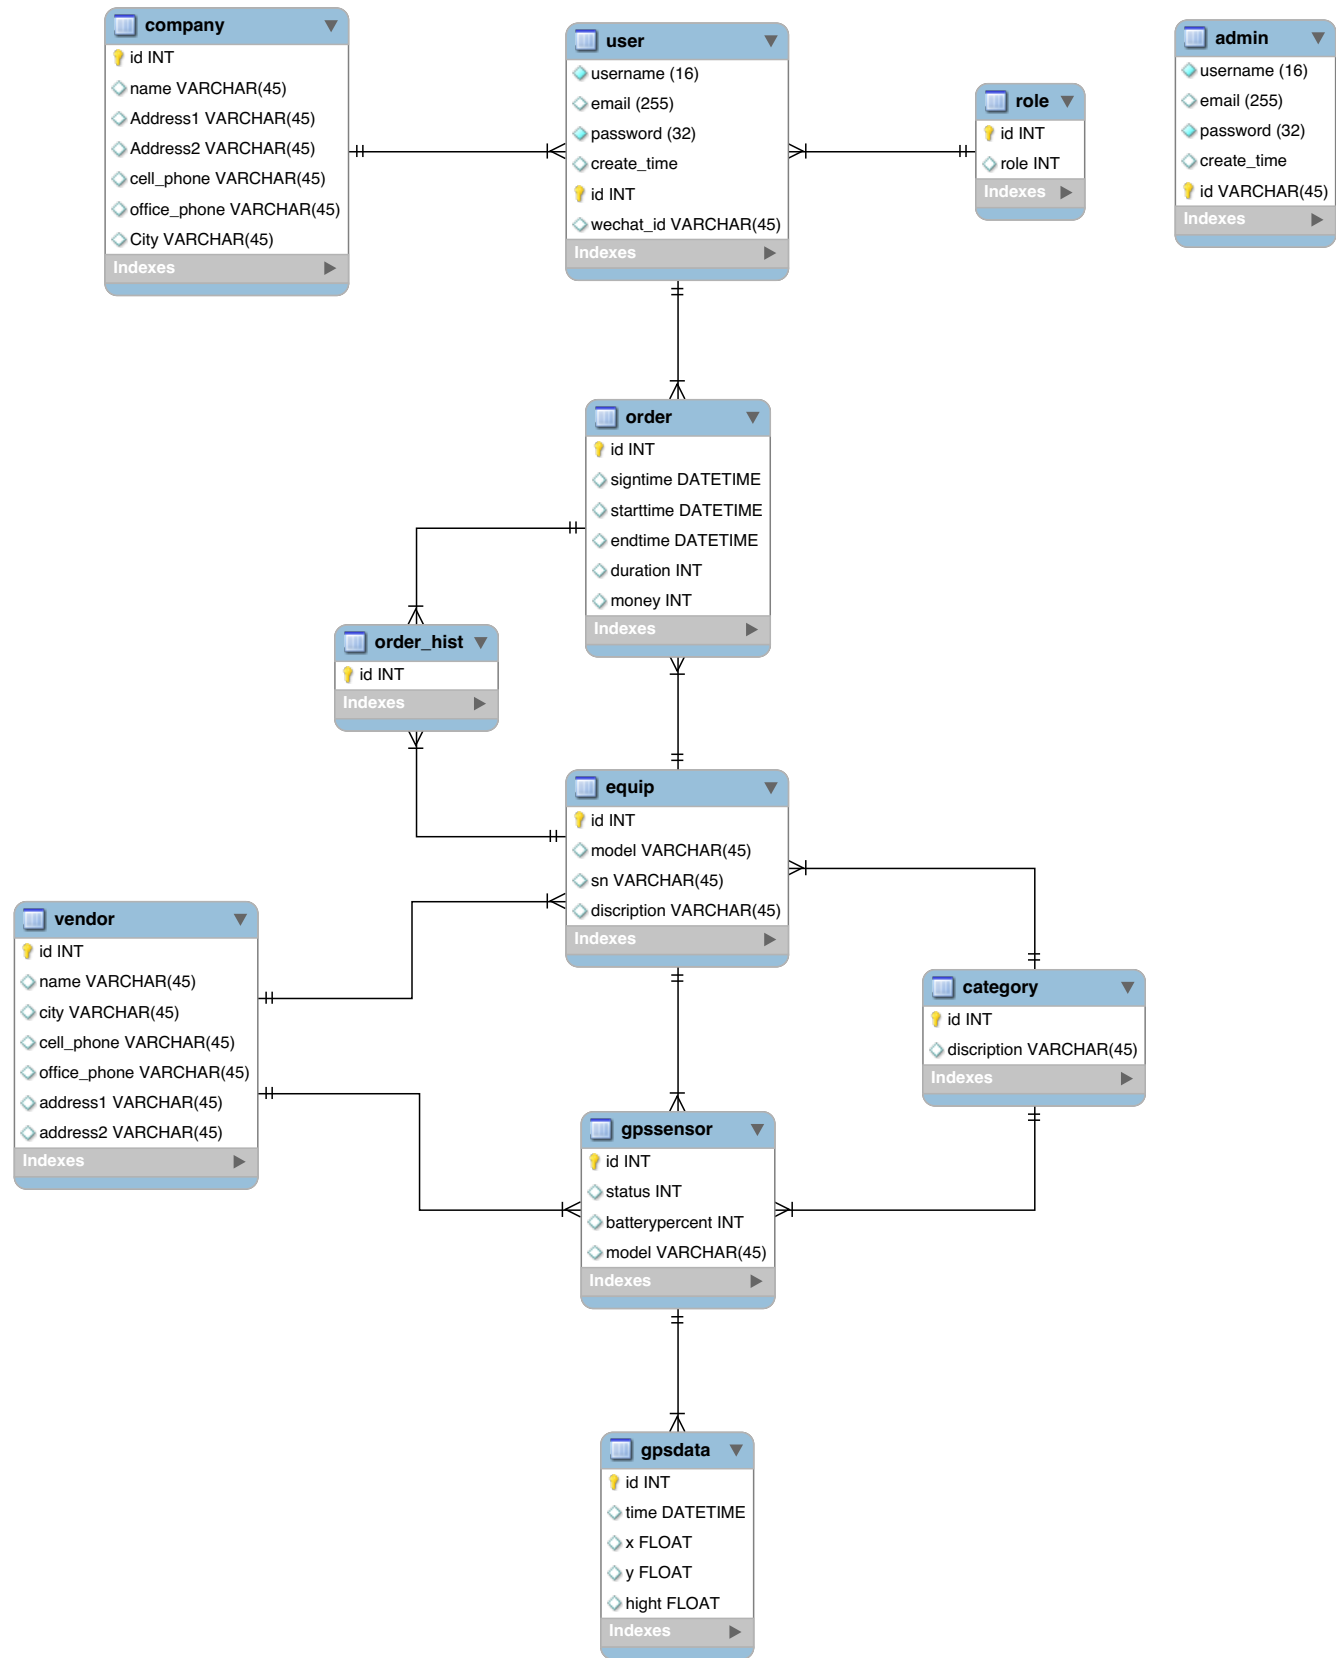 company
id INT
name VARCHAR(45)
Address1 VARCHAR(45)
Address2 VARCHAR(45)
cell_phone VARCHAR(45)
office_phone VARCHAR(45)
City VARCHAR(45)
Indexes
user
username (16)
email (255)
password (32)
create_time
id INT
wechat_id VARCHAR(45)
Indexes
role
id INT
role INT
Indexes
admin
username (16)
email (255)
password (32)
create_time
id VARCHAR(45)
Indexes
order
id INT
signtime DATETIME
starttime DATETIME
endtime DATETIME
duration INT
money INT
Indexes
order_hist
id INT
Indexes
equip
id INT
model VARCHAR(45)
sn VARCHAR(45)
discription VARCHAR(45)
Indexes
vendor
id INT
name VARCHAR(45)
city VARCHAR(45)
cell_phone VARCHAR(45)
office_phone VARCHAR(45)
address1 VARCHAR(45)
address2 VARCHAR(45)
Indexes
category
id INT
discription VARCHAR(45)
Indexes
gpssensor
id INT
status INT
batterypercent INT
model VARCHAR(45)
Indexes
gpsdata
id INT
time DATETIME
x FLOAT
y FLOAT
hight FLOAT
Indexes